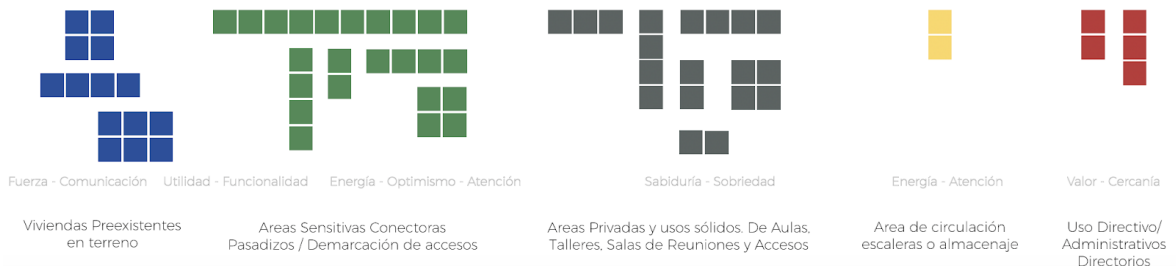 Fuerza - Comunicación
Utilidad - Funcionalidad
Energía - Optimismo - Atención
Sabiduría - Sobriedad
Energía - Atención
Valor - Cercanía
Viviendas Preexistentes
en terreno
Areas Sensitivas Conectoras
Pasadizos / Demarcación de accesos
Areas Privadas y usos sólidos. De Aulas,
Talleres, Salas de Reuniones y Accesos
Area de circulación
escaleras o almacenaje
Uso Directivo/
Administrativos
Directorios